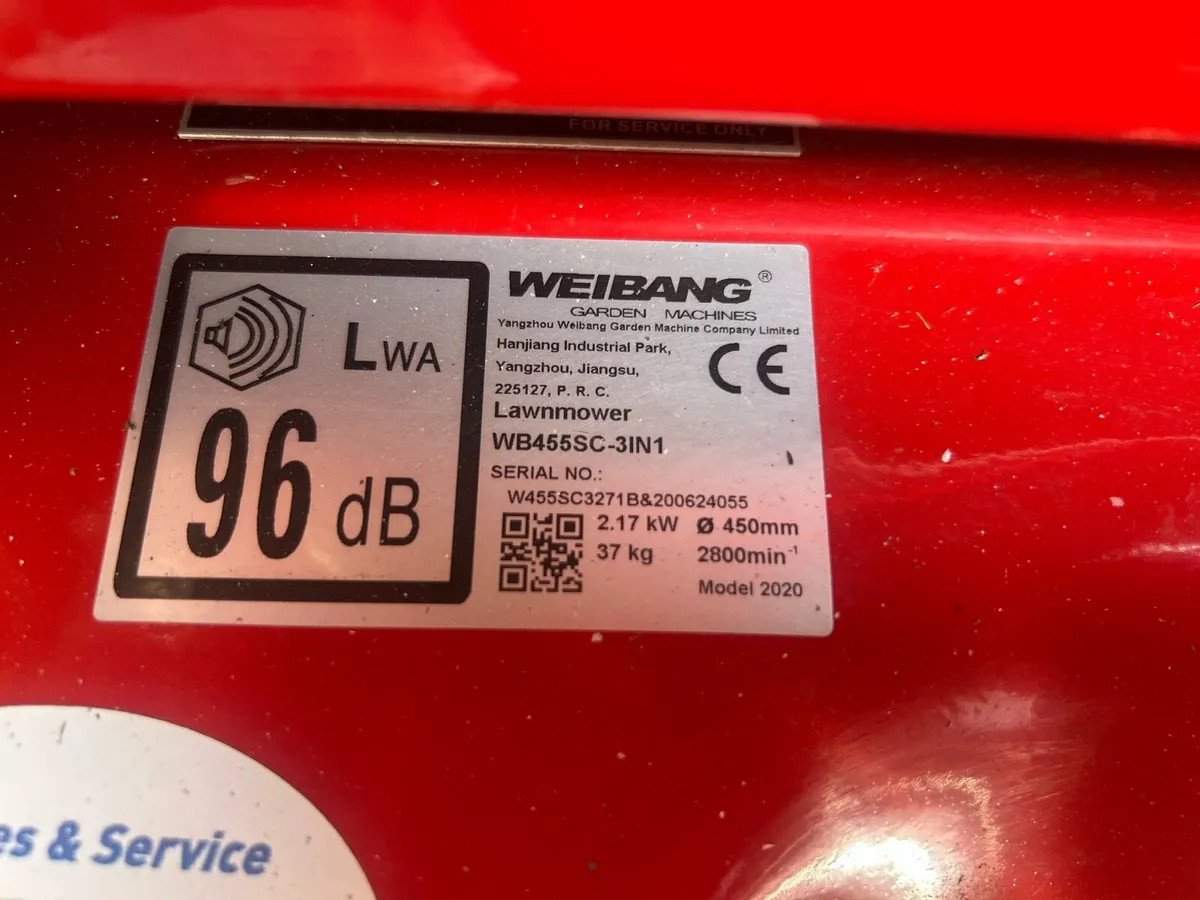 FOR SERVICE ONLY
WEIBANG®
GARDEN MACHINES
Yangzhou Weibang Garden Machine Company Limited
Hanjiang Industrial Park,
Yangzhou, Jiangsu,
225127, P. R. C.
CE
Lawnmower
WB455SC-3IN1
SERIAL NO.:
W455SC3271B&200624055
2.17 kW Ø 450mm
37 kg 2800min⁻¹
Model 2020
LWA
96 dB
es & Service